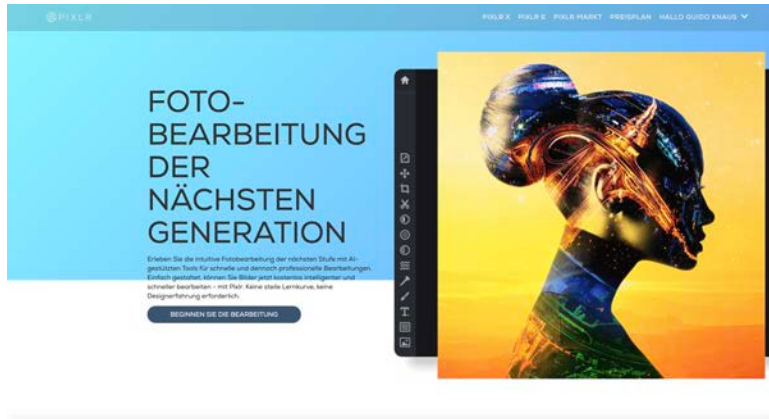 PIXLR
PIXLR X PIXLR E PIXLR MARKT PREISPLAN HALLO GUIDO KNAUS
FOTO-
BEARBEITUNG
DER
NÄCHSTEN
GENERATION
Erleben Sie die intuitive Fotobearbeitung der nächsten Stufe mit AI-
gestützten Tools für schnelle und dennoch professionelle Bearbeitungen.
Einfach gestaltet, können Sie Bilder jetzt kostenlos intelligenter und
schneller bearbeiten – mit Pixlr. Keine steile Lernkurve, keine
Designerfahrung erforderlich.
BEGINNEN SIE DIE BEARBEITUNG